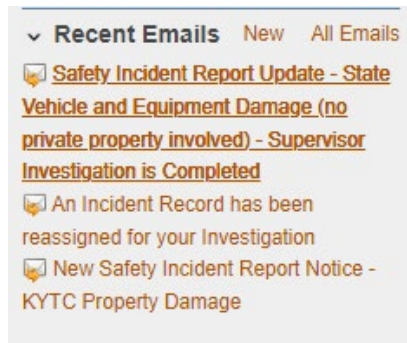 Recent Emails New All Emails
Safety Incident Report Update - State
Vehicle and Equipment Damage (no
private property involved) - Supervisor
Investigation is Completed
An Incident Record has been
reassigned for your Investigation
New Safety Incident Report Notice -
KYTC Property Damage